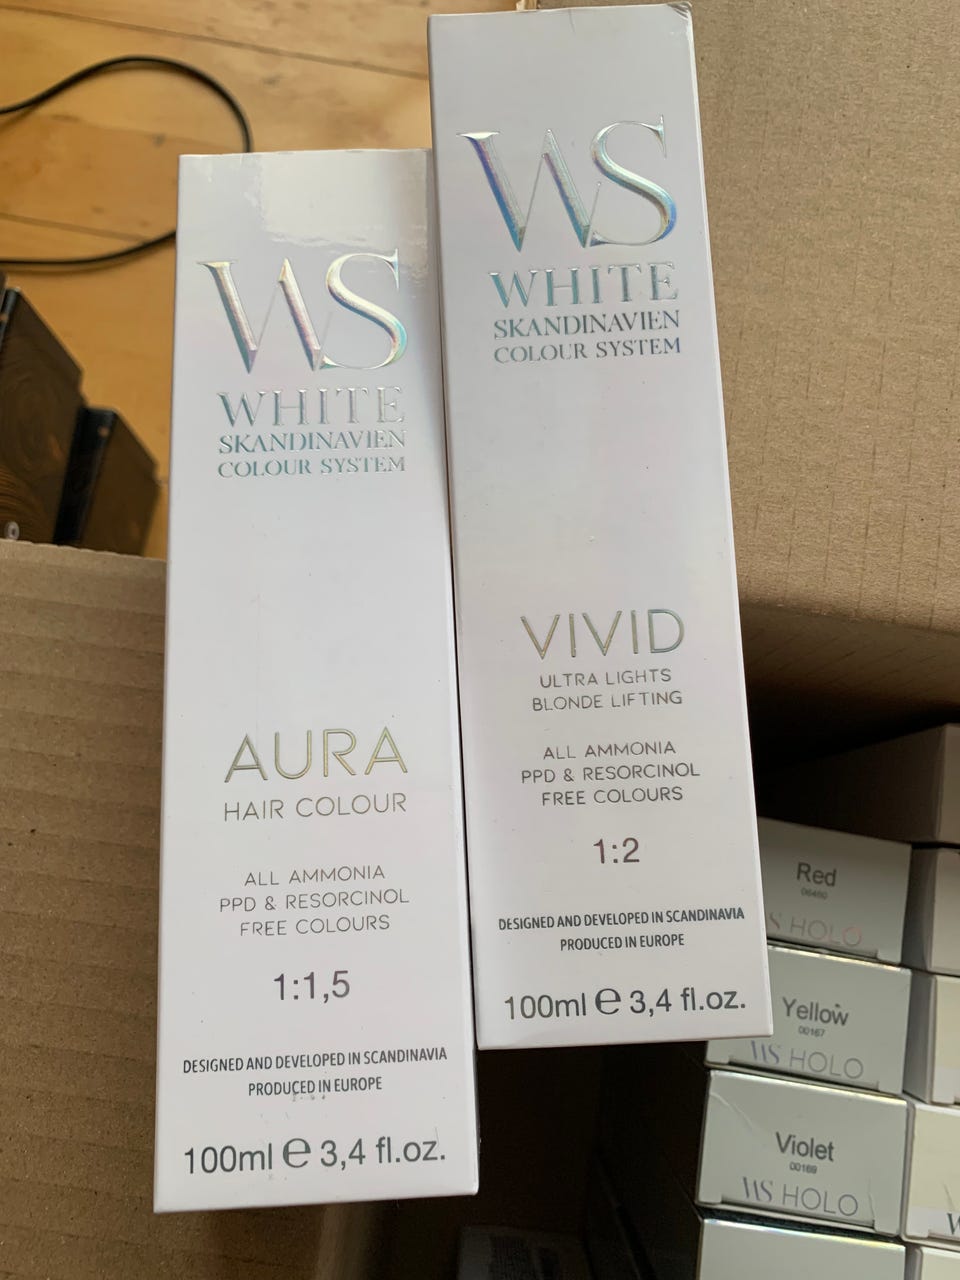 WS
WHITE
SKANDINAVIEN
COLOUR SYSTEM
AURA
HAIR COLOUR
ALL AMMONIA
PPD & RESORCINOL
FREE COLOURS
1:1,5
DESIGNED AND DEVELOPED IN SCANDINAVIA
PRODUCED IN EUROPE
100ml e 3,4 fl.oz.
WS
WHITE
SKANDINAVIEN
COLOUR SYSTEM
VIVID
ULTRA LIGHTS
BLONDE LIFTING
ALL AMMONIA
PPD & RESORCINOL
FREE COLOURS
1:2
DESIGNED AND DEVELOPED IN SCANDINAVIA
PRODUCED IN EUROPE
100ml e 3,4 fl.oz.
Red
S HOLO
Yellow
00167
WS HOLO
Violet
00169
WS HOLO